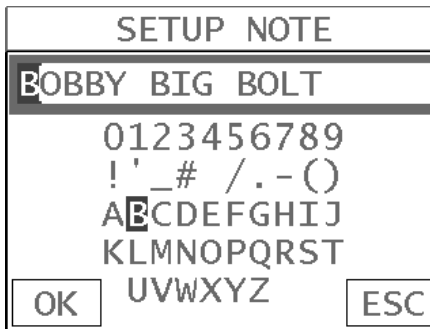 SETUP NOTE
BOBBY BIG BOLT
0123456789
!'_# /.-()
ABCDEFGHIJ
KLMNOPQRST
UVWXYZ
OK
ESC